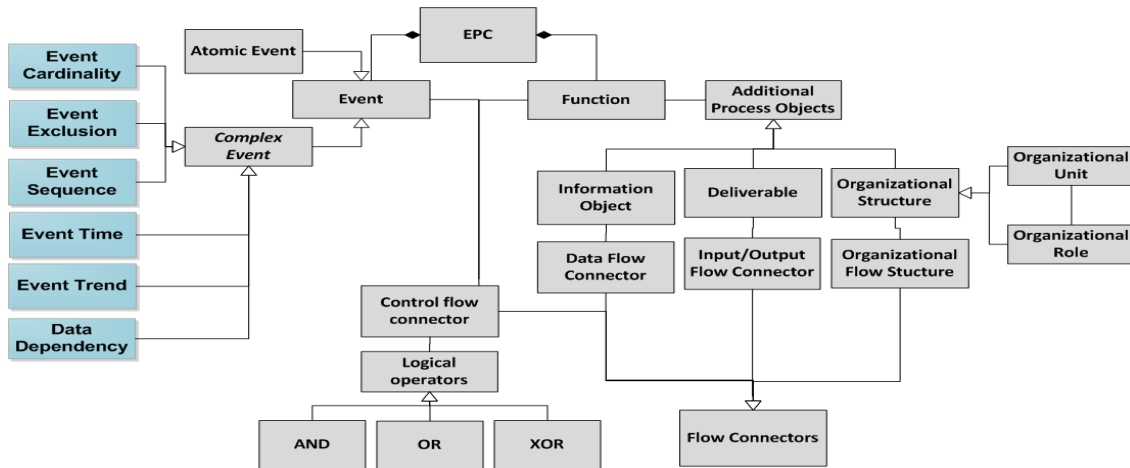 EPC
Atomic Event
Event
Cardinality
Event
Function
Additional
Process Objects
Event
Exclusion
Complex
Event
Event
Sequence
Information
Object
Deliverable
Organizational
Structure
Organizational
Unit
Event Time
Data Flow
Connector
Input/Output
Flow Connector
Organizational
Flow Stucture
Organizational
Role
Event Trend
Control flow
connector
Data
Dependency
Logical
operators
AND
OR
XOR
Flow Connectors